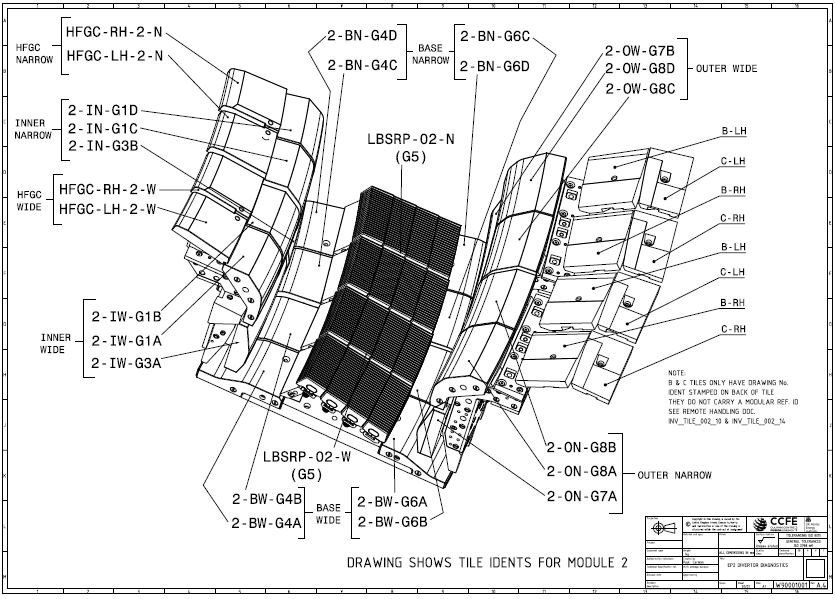 HFGC NARROW
HFGC-RH-2-N
HFGC-LH-2-N
INNER NARROW
2-IN-G1D
2-IN-G1C
2-IN-G3B
HFGC WIDE
HFGC-RH-2-W
HFGC-LH-2-W
INNER WIDE
2-IW-G1B
2-IW-G1A
2-IW-G3A
2-BN-G4D
2-BN-G4C
BASE NARROW
2-BN-G6C
2-BN-G6D
LBSRP-02-N
(G5)
2-OW-G7B
2-OW-G8D
2-OW-G8C
OUTER WIDE
B-LH
C-LH
B-RH
C-RH
B-LH
C-LH
B-RH
C-RH
NOTE:
B & C TILES ONLY HAVE DRAWING No.
IDENT STAMPED ON BACK OF TILE
THEY DO NOT CARRY A MODULAR REF. ID
SEE REMOTE HANDLING DOC.
INV_TILE_002_10 & INV_TILE_002_14
LBSRP-02-W
(G5)
2-BW-G4B
2-BW-G4A
BASE WIDE
2-BW-G6A
2-BW-G6B
2-ON-G8B
2-ON-G8A
2-ON-G7A
OUTER NARROW
DRAWING SHOWS TILE IDENTS FOR MODULE 2
CCFE
EP2 DIVERTOR DIAGNOSTICS
W90001001
A.4